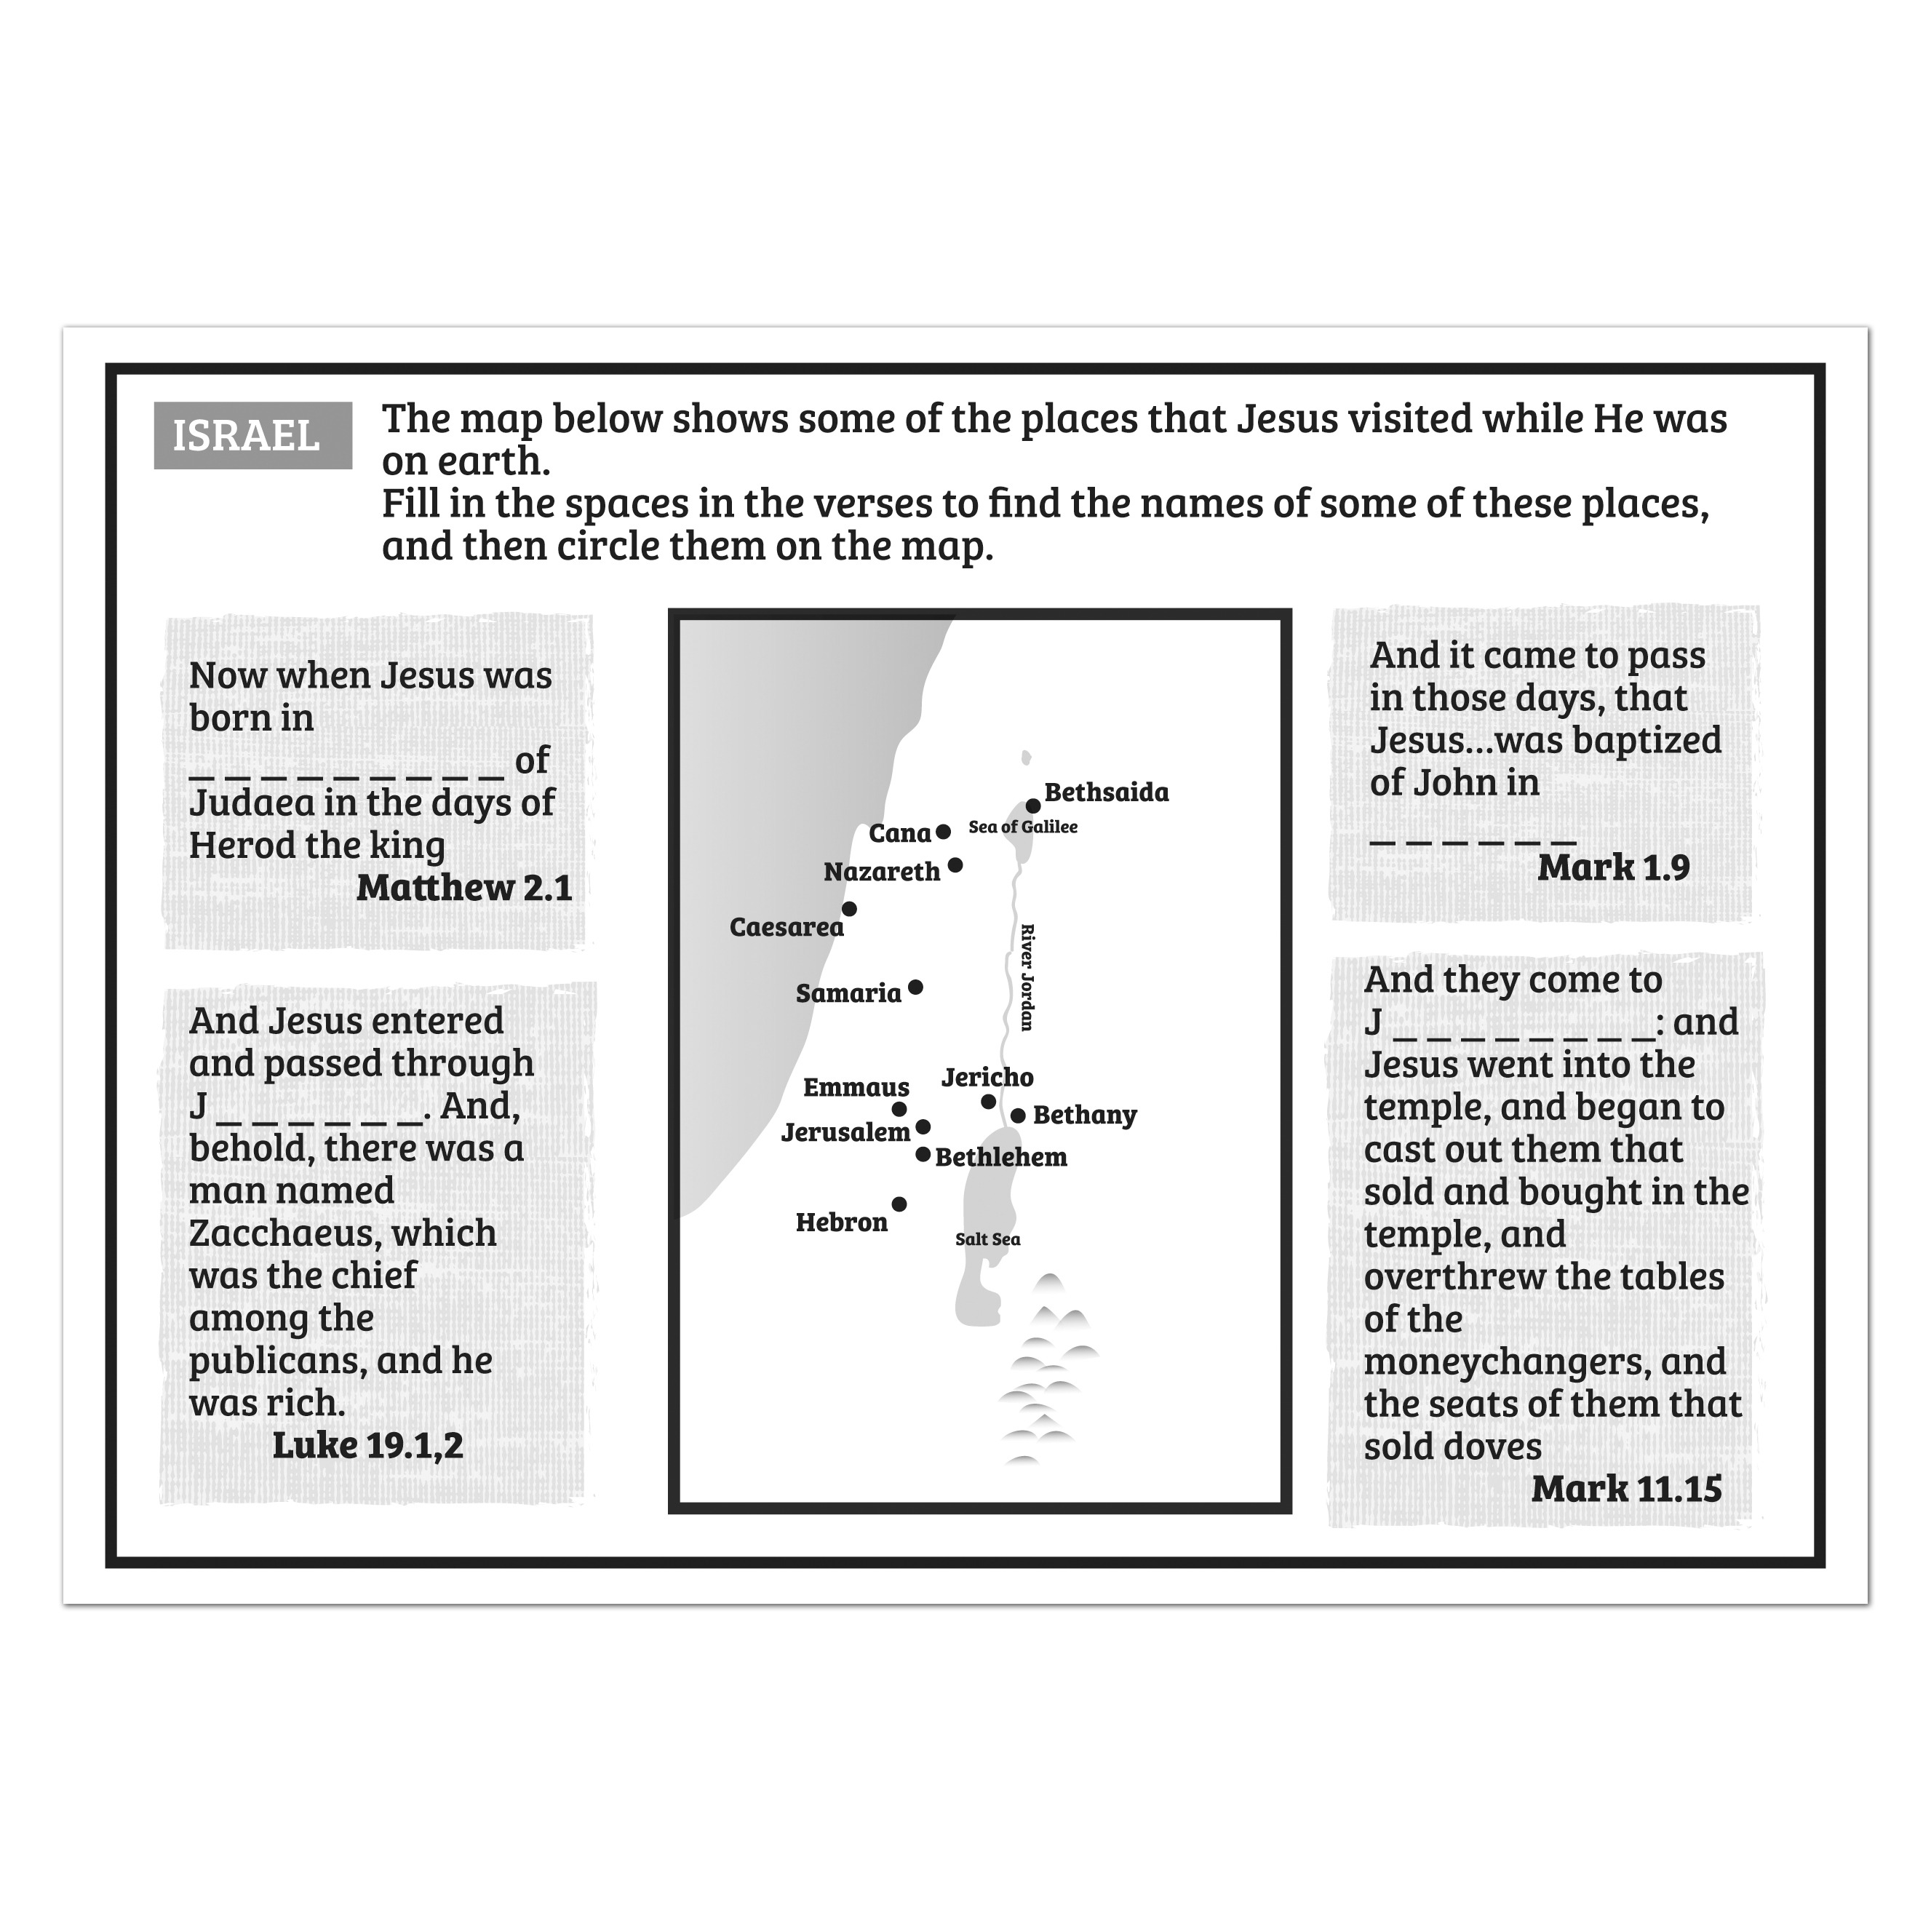 ISRAEL
The map below shows some of the places that Jesus visited while He was
on earth.
Fill in the spaces in the verses to find the names of some of these places,
and then circle them on the map.
Now when Jesus was
born in
_ _ _ _ _ _ _ _ _ of
Judaea in the days of
Herod the king
Matthew 2.1
And Jesus entered
and passed through
J _ _ _ _ _ _. And,
behold, there was a
man named
Zacchaeus, which
was the chief
among the
publicans, and he
was rich.
Luke 19.1,2
Bethsaida
Sea of Galilee
Cana
Nazareth
Caesarea
River Jordan
Samaria
Jericho
Emmaus
Bethany
Jerusalem
Bethlehem
Hebron
Salt Sea
And it came to pass
in those days, that
Jesus...was baptized
of John in
_ _ _ _ _ _
Mark 1.9
And they come to
J _ _ _ _ _ _ _ _: and
Jesus went into the
temple, and began to
cast out them that
sold and bought in the
temple, and
overthrew the tables
of the
moneychangers, and
the seats of them that
sold doves
Mark 11.15